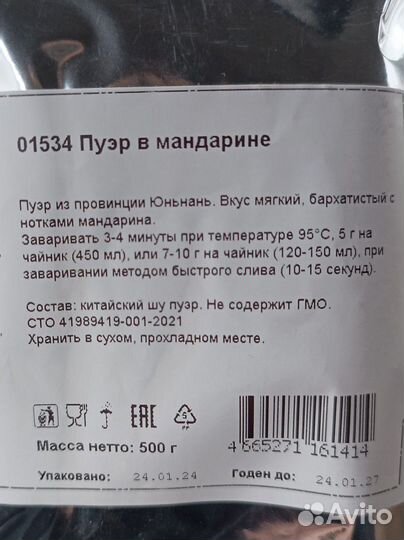 01534 Пуэр в мандарине
Пуэр из провинции Юньнань. Вкус мягкий, бархатистый с
нотками мандарина.
Заваривать 3-4 минуты при температуре 95°С, 5 г на
чайник (450 мл), или 7-10 г на чайник (120-150 мл), при
заваривании методом быстрого слива (10-15 секунд).
Состав: китайский шу пуэр. Не содержит ГМО.
СТО 41989419-001-2021
Хранить в сухом, прохладном месте.
EAC
5
PP
Масса нетто: 500 г
4 665271 161414
Упаковано: 24.01.24 Годен до: 24.01.27
Avito